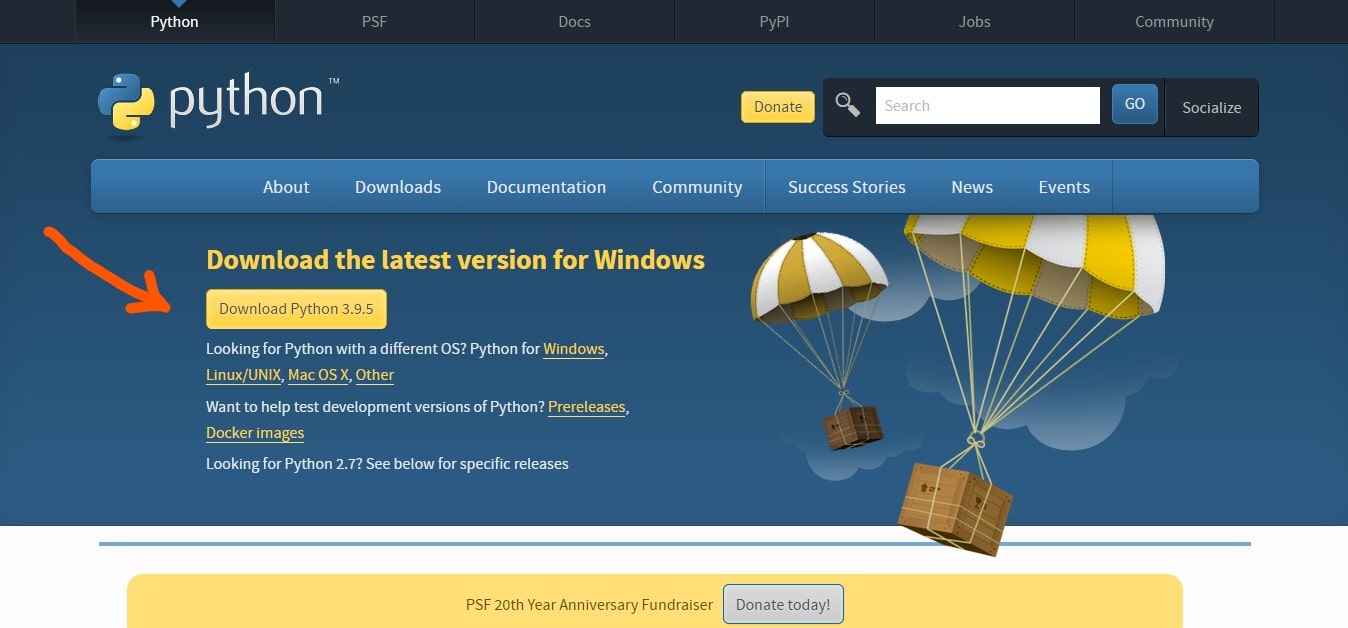 Python PSF Docs PyPI Jobs Community
python™
Donate Search GO Socialize
About Downloads Documentation Community Success Stories News Events
Download the latest version for Windows
Download Python 3.9.5
Looking for Python with a different OS? Python for Windows,
Linux/UNIX, Mac OS X, Other
Want to help test development versions of Python? Prereleases,
Docker images
Looking for Python 2.7? See below for specific releases
PSF 20th Year Anniversary Fundraiser Donate today!